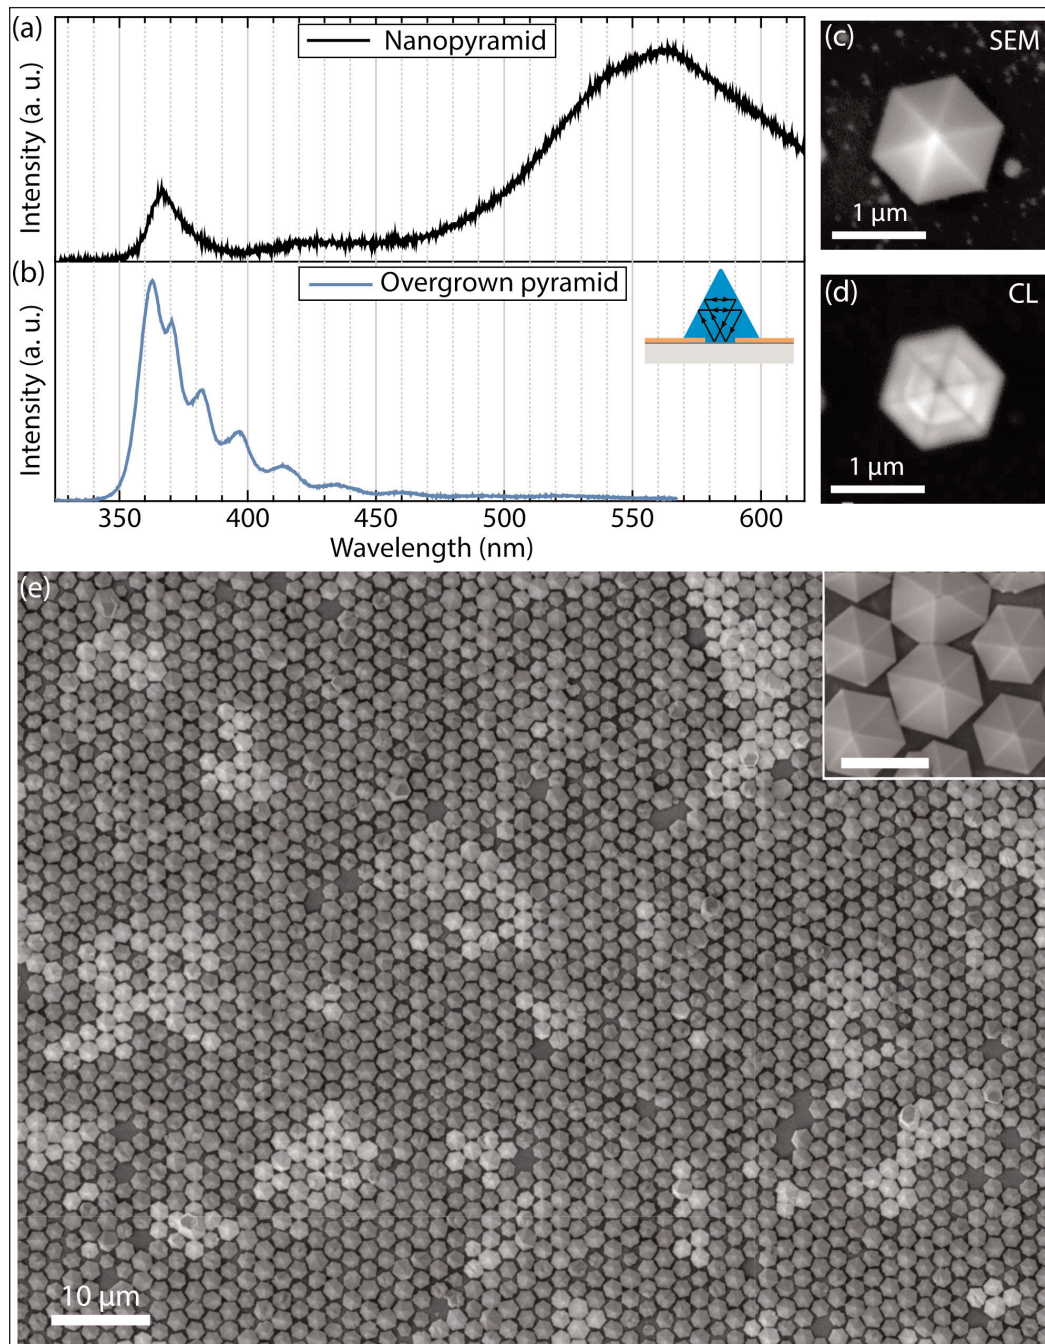 (a)
Nanopyramid
Intensity (a. u.)
(b)
Overgrown pyramid
Intensity (a. u.)
350 400 450 500 550 600
Wavelength (nm)
(c)
SEM
1 µm
(d)
CL
1 µm
(e)
10 µm